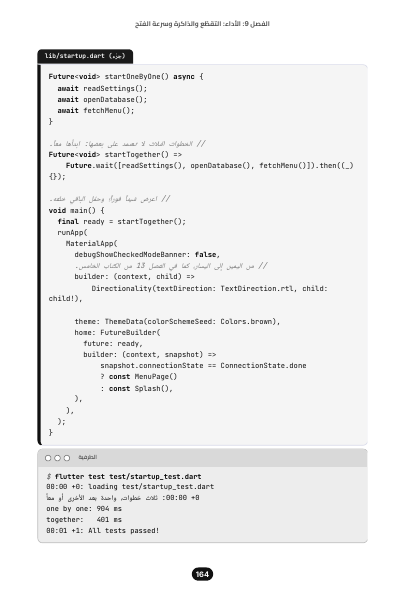 الفصل 9: الأداء: التقطّع والذاكرة وسرعة الفتح
lib/startup.dart (جزء)
Future<void> startOneByOne() async {
await readSettings();
await openDatabase();
await fetchMenu();
}
// الخطوات الثلاث لا تعتمد على بعضها: ابدأها معاً.
Future<void> startTogether() =>
Future.wait([readSettings(), openDatabase(), fetchMenu()]).then((_)
{});
// اعرض شيئاً فوراً، وحمّل الباقي خلفه.
void main() {
final ready = startTogether();
runApp(
MaterialApp(
debugShowCheckedModeBanner: false,
// من اليمين إلى اليسار، كما في الفصل 13 من الكتاب الخامس.
builder: (context, child) =>
Directionality(textDirection: TextDirection.rtl, child:
child!),
theme: ThemeData(colorSchemeSeed: Colors.brown),
home: FutureBuilder(
future: ready,
builder: (context, snapshot) =>
snapshot.connectionState == ConnectionState.done
? const MenuPage()
: const Splash(),
),
),
);
}
الطرفية
$ flutter test test/startup_test.dart
00:00 +0: loading test/startup_test.dart
00:00 +0: ثلاث خطوات، واحدة بعد الأخرى أو معاً
one by one: 904 ms
together: 401 ms
00:01 +1: All tests passed!
164